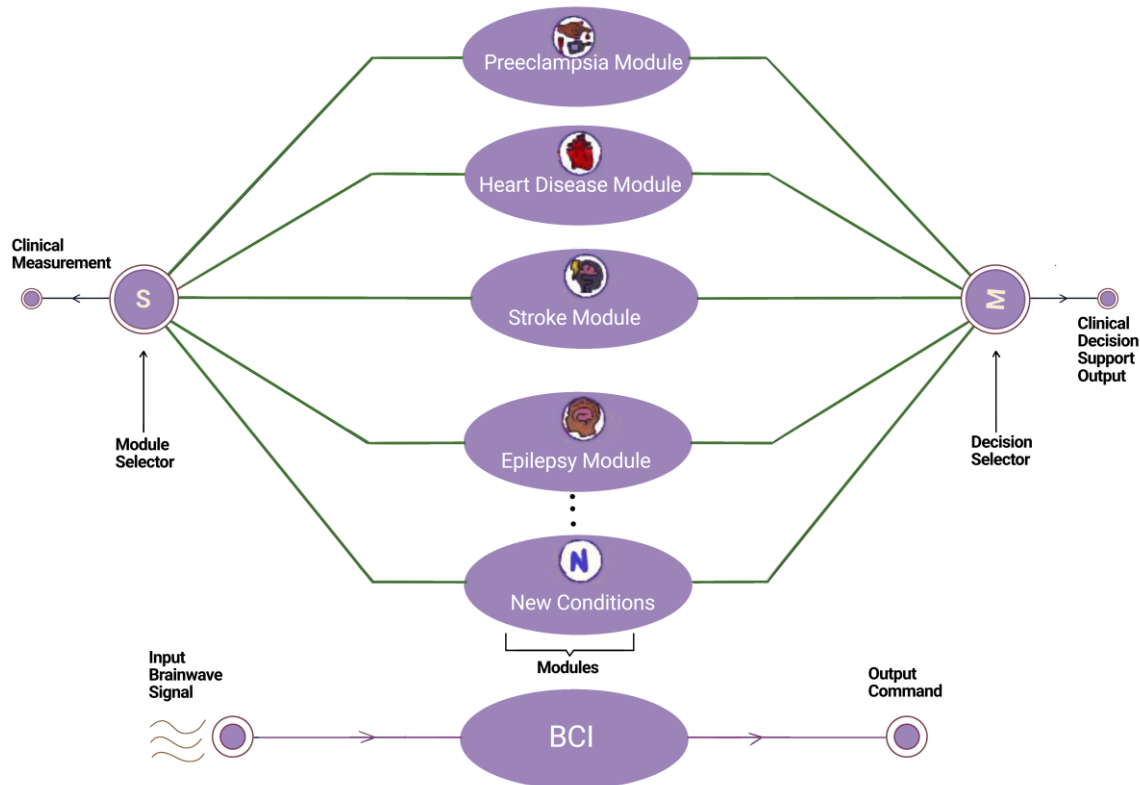 Preeclampsia Module
Heart Disease Module
Clinical
Measurement
S
Stroke Module
M
Clinical
Decision
Support
Output
Module
Selector
Decision
Selector
Epilepsy Module
N
New Conditions
Modules
Input
Brainwave
Signal
Output
Command
BCI